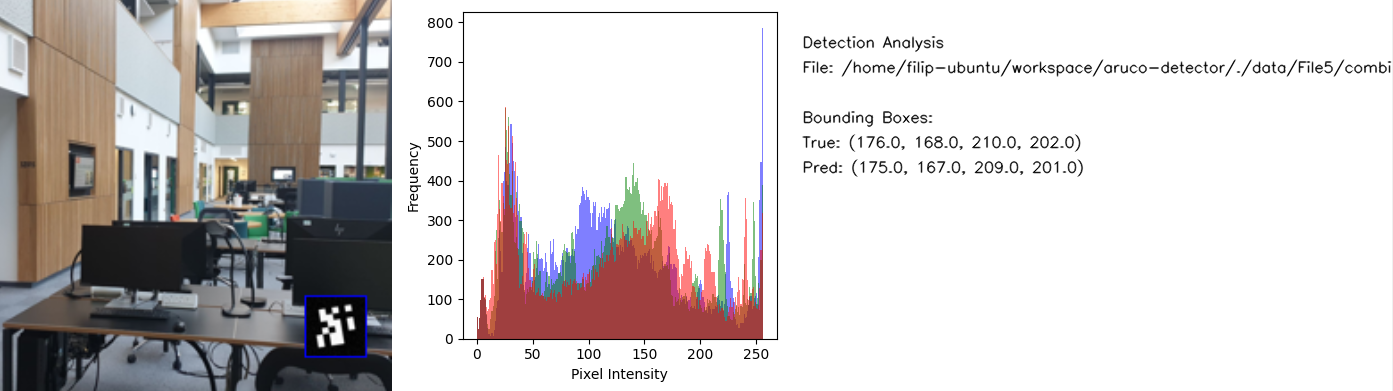 800
700
600
500
400
300
200
100
0
Frequency
0 50 100 150 200 250
Pixel Intensity
Detection Analysis
File: /home/filip-ubuntu/workspace/aruco-detector/./data/File5/combi
Bounding Boxes:
True: (176.0, 168.0, 210.0, 202.0)
Pred: (175.0, 167.0, 209.0, 201.0)
hp